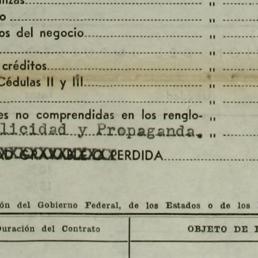 o
os del negocio "
créditos "
Cédulas II y III "
es no comprendidas en los renglo- "
licidad y Propaganda. "
PERDIDA
ón del Gobierno Federal, de los Estados o de los
Duración del Contrato OBJETO DE